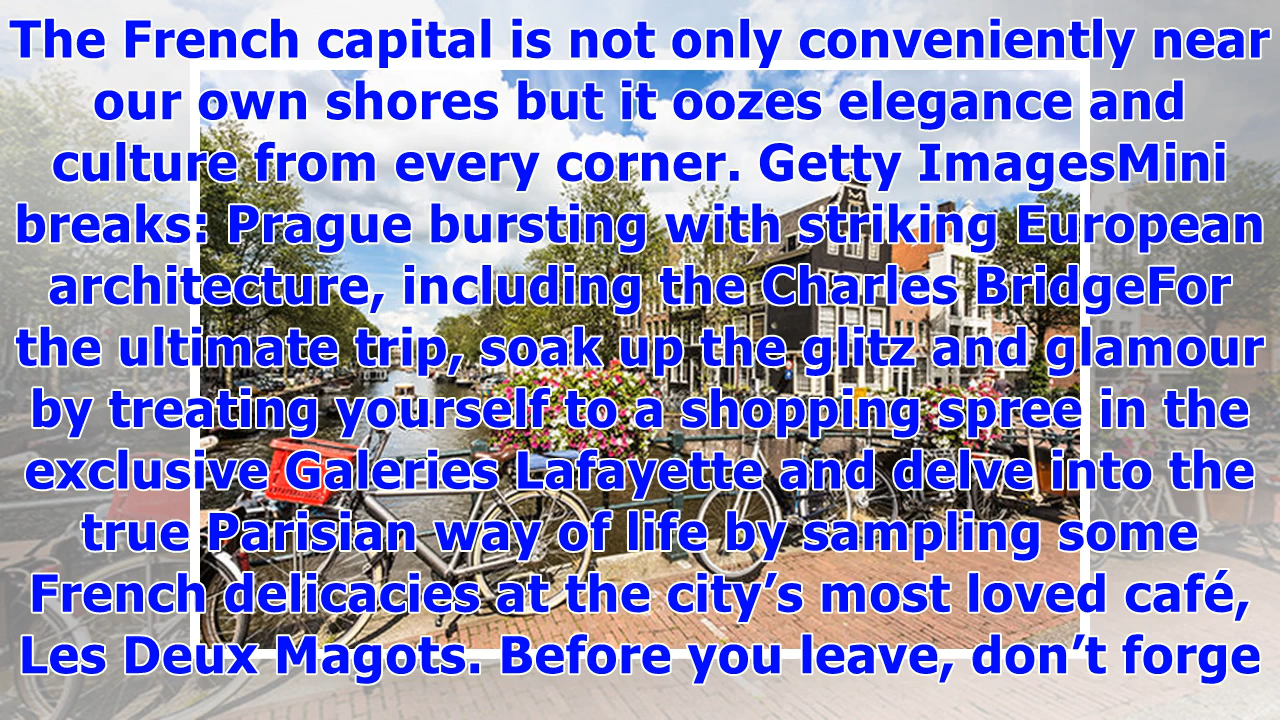 The French capital is not only conveniently near
our own shores but it oozes elegance and
culture from every corner. Getty ImagesMini
breaks: Prague bursting with striking European
architecture, including the Charles BridgeFor
the ultimate trip, soak up the glitz and glamour
by treating yourself to a shopping spree in the
exclusive Galeries Lafayette and delve into the
true Parisian way of life by sampling some
French delicacies at the city’s most loved café,
Les Deux Magots. Before you leave, don’t forge